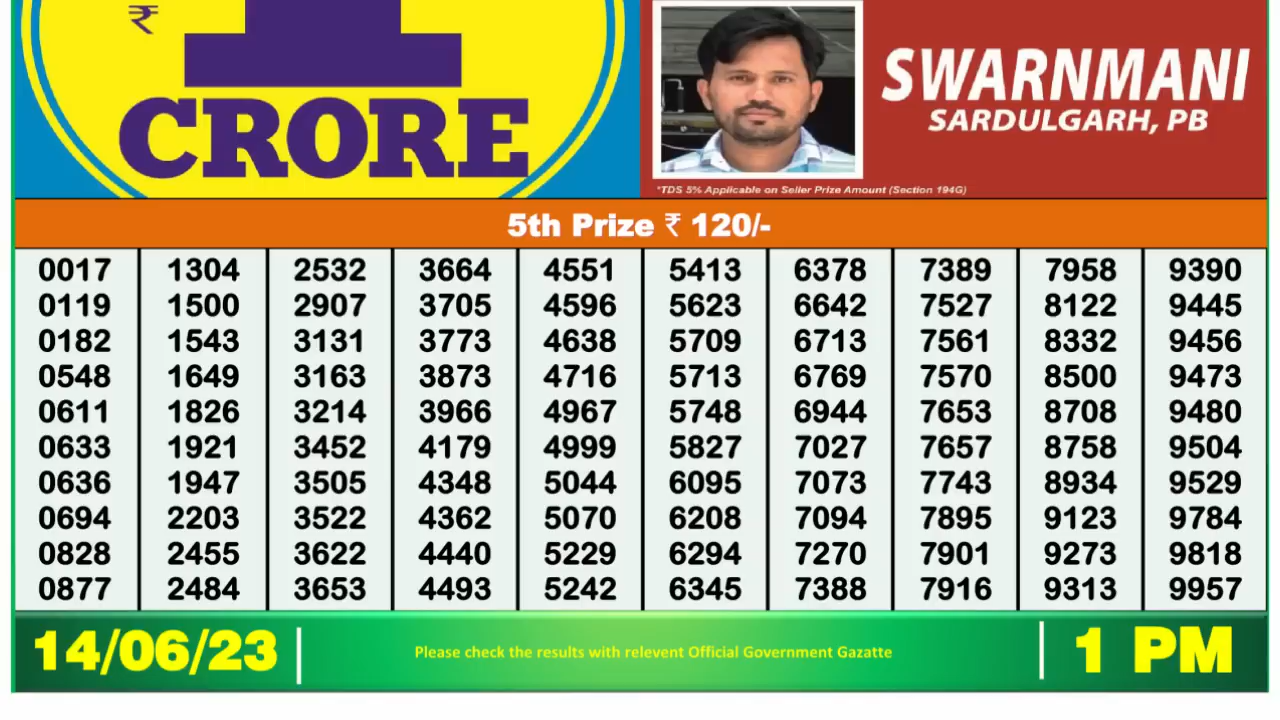 ₹
1
CRORE
SWARNMANI
SARDULGARH, PB
*TDS 5% Applicable on Seller Prize Amount (Section 194G)
5th Prize ₹ 120/-
0017 1304 2532 3664 4551 5413 6378 7389 7958 9390
0119 1500 2907 3705 4596 5623 6642 7527 8122 9445
0182 1543 3131 3773 4638 5709 6713 7561 8332 9456
0548 1649 3163 3873 4716 5713 6769 7570 8500 9473
0611 1826 3214 3966 4967 5748 6944 7653 8708 9480
0633 1921 3452 4179 4999 5827 7027 7657 8758 9504
0636 1947 3505 4348 5044 6095 7073 7743 8934 9529
0694 2203 3522 4362 5070 6208 7094 7895 9123 9784
0828 2455 3622 4440 5229 6294 7270 7901 9273 9818
0877 2484 3653 4493 5242 6345 7388 7916 9313 9957
14/06/23 Please check the results with relevent Official Government Gazatte 1 PM